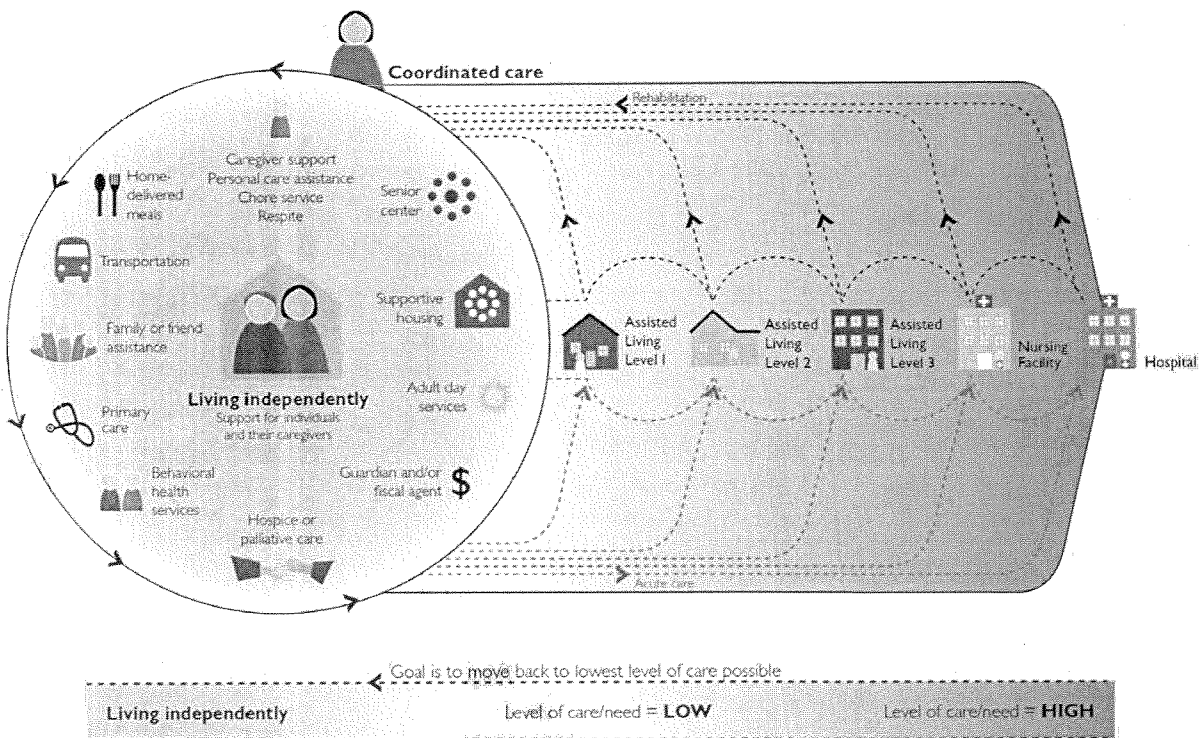 Coordinated care
Rehabilitation
Caregiver support
Personal care assistance
Chore service
Respite
Home-
delivered
meals
Senior
center
Transportation
Supportive
housing
Family or friend
assistance
Assisted
Living
Level 1
Assisted
Living
Level 2
Assisted
Living
Level 3
Nursing
Facility
Hospital
Living independently
Support for individuals
and their caregivers
Adult day
services
Primary
care
Behavioral
health
services
Guardian and/or
fiscal agent
$
Hospice or
palliative care
Acute care
Goal is to move back to lowest level of care possible
Living independently
Level of care/need = LOW
Level of care/need = HIGH